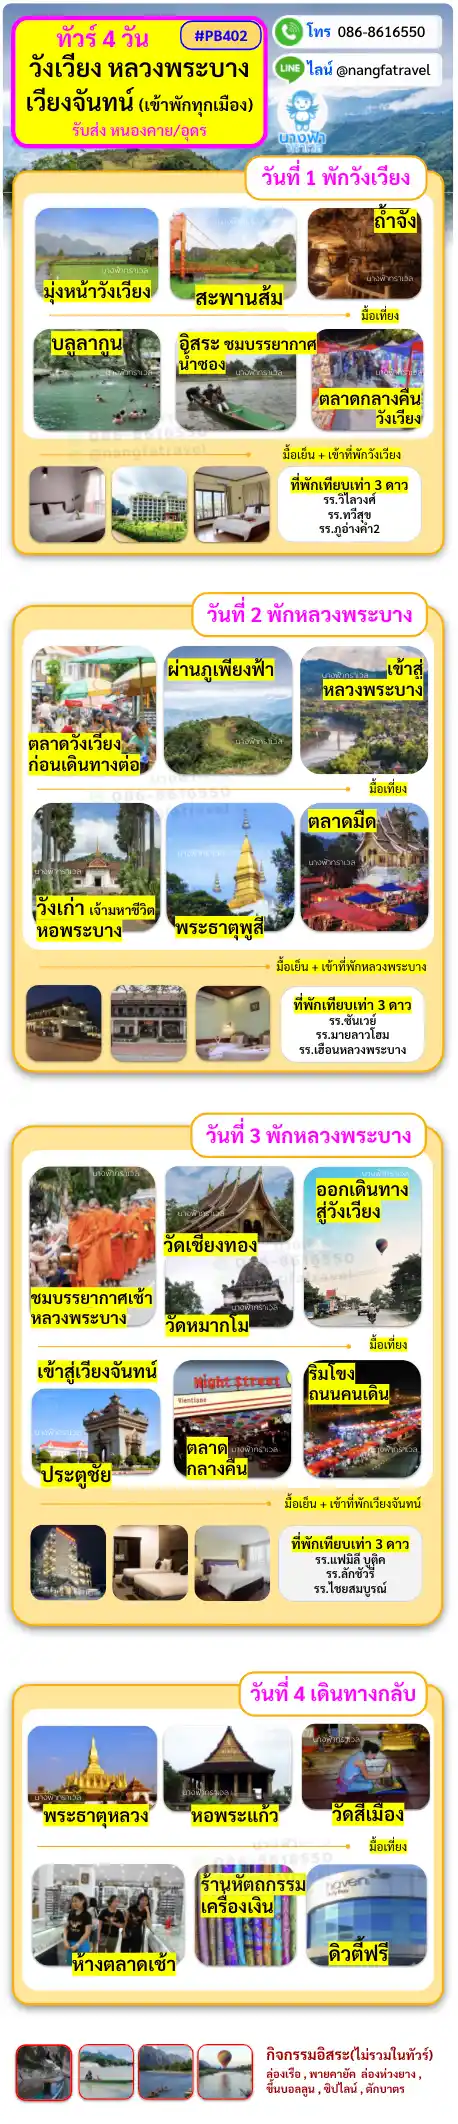 ทัวร์ 4 วัน
#PB402
วังเวียง หลวงพระบาง
เวียงจันทน์ (เข้าพักทุกเมือง)
รับส่ง หนองคาย/อุดร
โทร 086-8616550
LINE ไลน์ @nangfatravel
นางฟ้า
ทราเวล
วันที่ 1 พักวังเวียง
มุ่งหน้าวังเวียง
สะพานส้ม
ถ้ำจัง
มื้อเที่ยง
บลูลากูน
อิสระ ชมบรรยากาศ
น้ำซอง
ตลาดกลางคืน
วังเวียง
มื้อเย็น + เข้าที่พักวังเวียง
ที่พักเทียบเท่า 3 ดาว
รร.วิไลวงศ์
รร.ทวีสุข
รร.ภูอ่างคำ2
วันที่ 2 พักหลวงพระบาง
ตลาดวังเวียง
ก่อนเดินทางต่อ
ผ่านภูเพียงฟ้า
เข้าสู่
หลวงพระบาง
มื้อเที่ยง
วังเก่า เจ้ามหาชีวิต
หอพระบาง
พระธาตุพูสี
ตลาดมืด
มื้อเย็น + เข้าที่พักหลวงพระบาง
ที่พักเทียบเท่า 3 ดาว
รร.ซันเวย์
รร.มายลาวโฮม
รร.เฮือนหลวงพระบาง
วันที่ 3 พักหลวงพระบาง
ชมบรรยากาศเช้า
หลวงพระบาง
วัดเชียงทอง
วัดหมากโม
ออกเดินทาง
สู่วังเวียง
มื้อเที่ยง
เข้าสู่เวียงจันทน์
ประตูชัย
Night Street
Vientiane
ตลาด
กลางคืน
ริมโขง
ถนนคนเดิน
มื้อเย็น + เข้าที่พักเวียงจันทน์
ที่พักเทียบเท่า 3 ดาว
รร.แฟมิลี บูติค
รร.ลักชัวรี่
รร.ไชยสมบูรณ์
วันที่ 4 เดินทางกลับ
พระธาตุหลวง
หอพระแก้ว
วัดสีเมือง
มื้อเที่ยง
ห้างตลาดเช้า
ร้านหัตถกรรม
เครื่องเงิน
ดิวตี้ฟรี
กิจกรรมอิสระ(ไม่รวมในทัวร์)
ล่องเรือ , พายคายัค ล่องห่วงยาง ,
ขึ้นบอลลูน , ซิปไลน์ , ตักบาตร